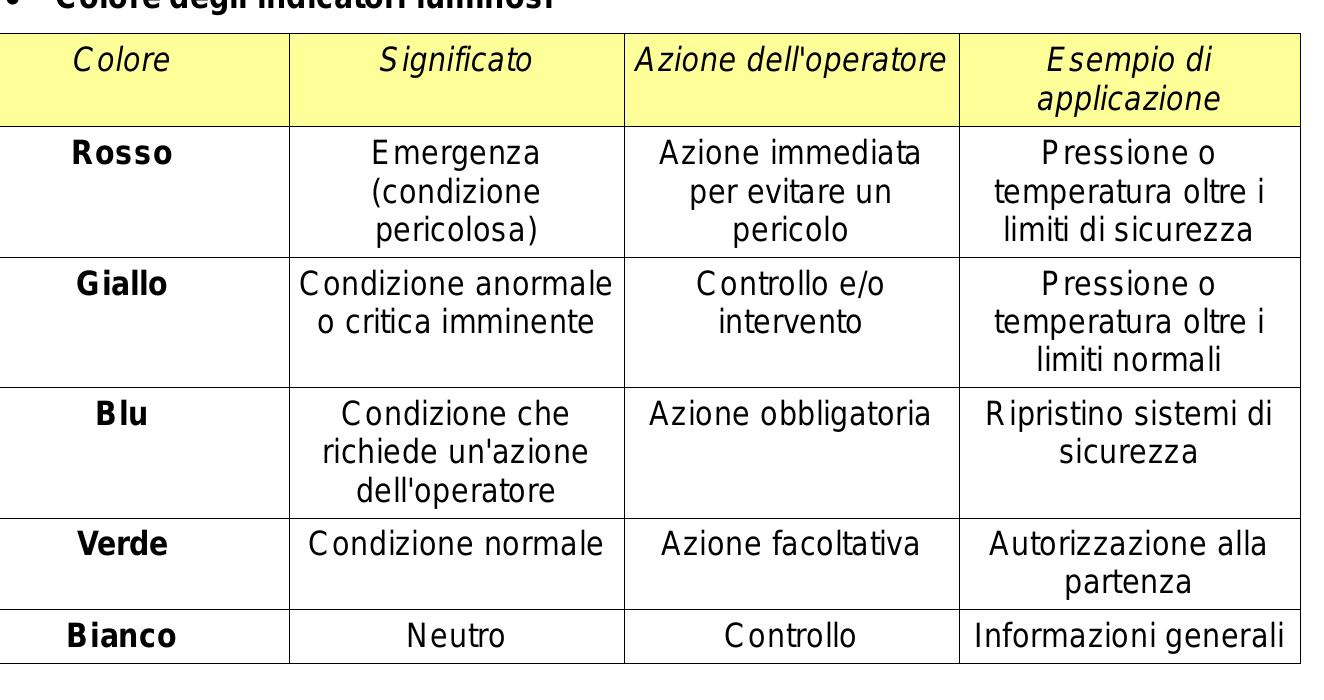 • Colore degli indicatori luminosi
Colore Significato Azione dell'operatore Esempio di
applicazione
Rosso Emergenza Azione immediata Pressione o
(condizione per evitare un temperatura oltre i
pericolosa) pericolo limiti di sicurezza
Giallo Condizione anormale Controllo e/o Pressione o
o critica imminente intervento temperatura oltre i
limiti normali
Blu Condizione che Azione obbligatoria Ripristino sistemi di
richiede un'azione sicurezza
dell'operatore
Verde Condizione normale Azione facoltativa Autorizzazione alla
partenza
Bianco Neutro Controllo Informazioni generali